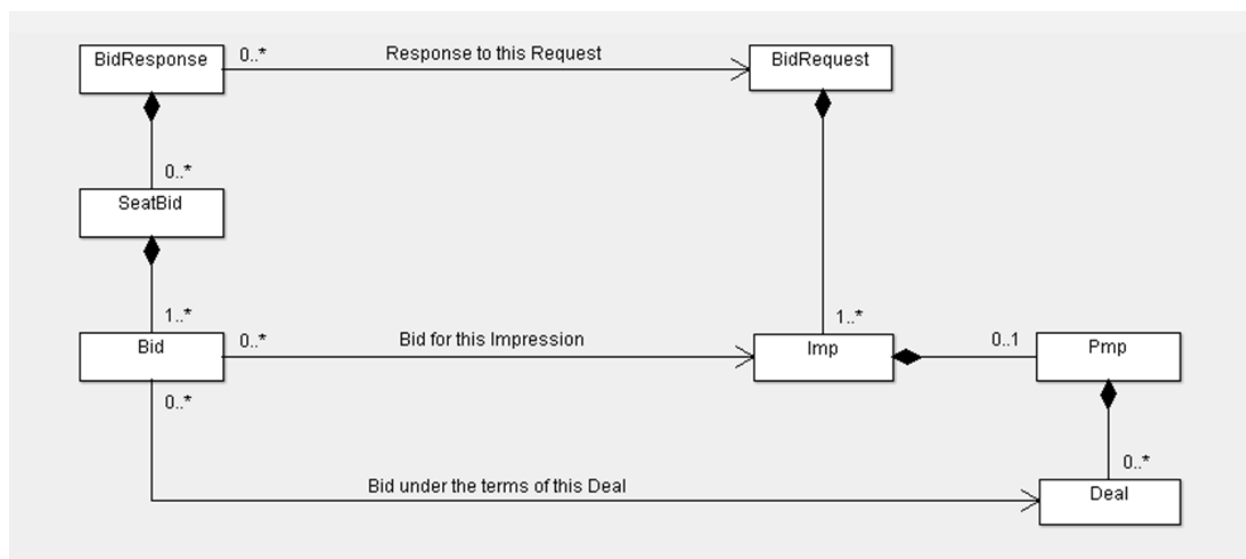 BidResponse 0..* Response to this Request BidRequest
0..*
SeatBid
1..* 1..*
Bid 0..* Bid for this Impression Imp 0..1 Pmp
0..*
0..*
Bid under the terms of this Deal Deal